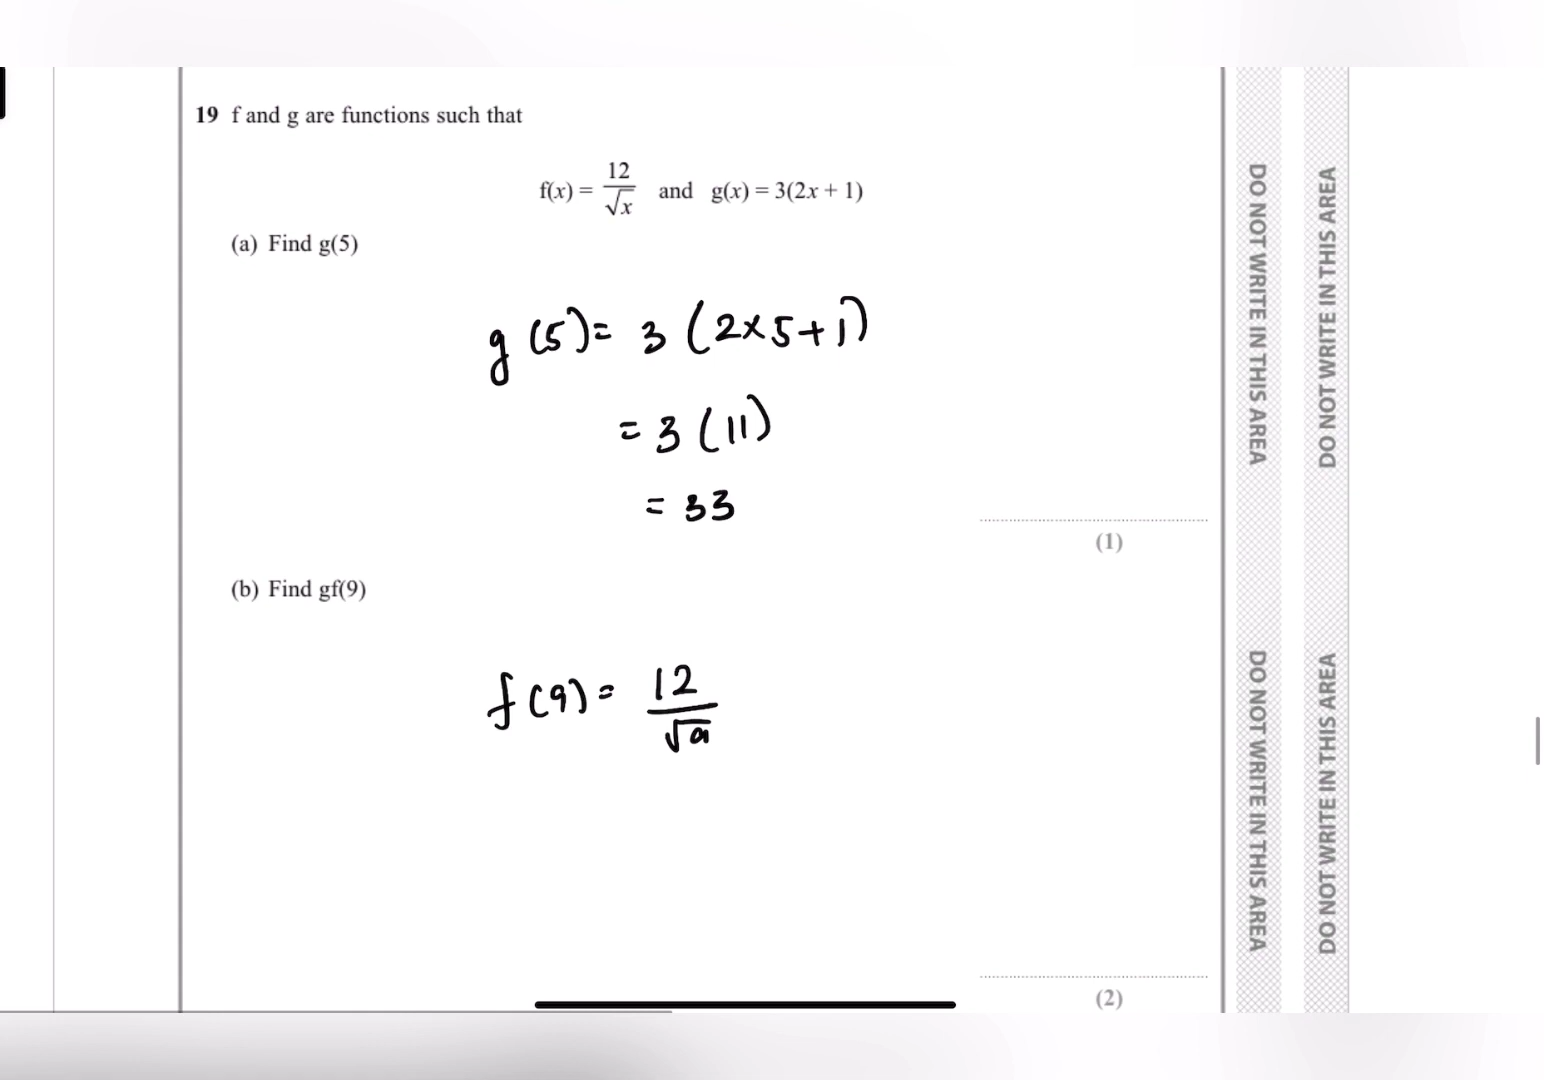 19 f and g are functions such that
f(x) = 12/√x and g(x) = 3(2x + 1)
(a) Find g(5)
g(5) = 3(2×5+1)
= 3(11)
= 33
(1)
(b) Find gf(9)
f(9) = 12/√9
(2)
DO NOT WRITE IN THIS AREA
DO NOT WRITE IN THIS AREA
DO NOT WRITE IN THIS AREA
DO NOT WRITE IN THIS AREA